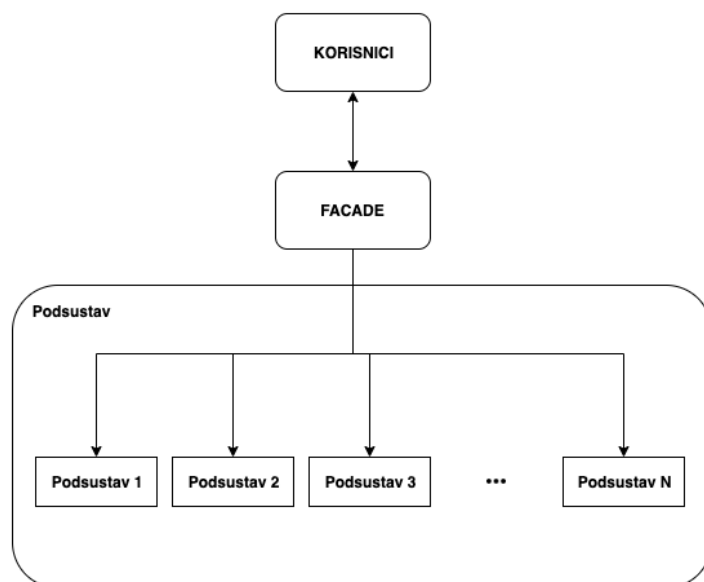 KORISNICI
FACADE
Podsustav
Podsustav 1
Podsustav 2
Podsustav 3
...
Podsustav N